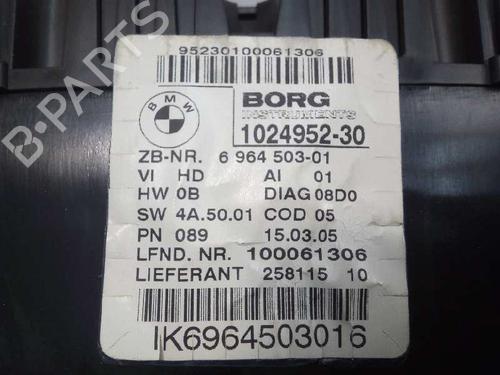 95230100061306
BMW
BORG
INSTRUMENTS
1024952-30
ZB-NR. 6 964 503-01
VI HD AI 01
HW 0B DIAG 08D0
SW 4A.50.01 COD 05
PN 089 15.03.05
LFND. NR. 100061306
LIEFERANT 258115 10
IK6964503016
B-PARTS